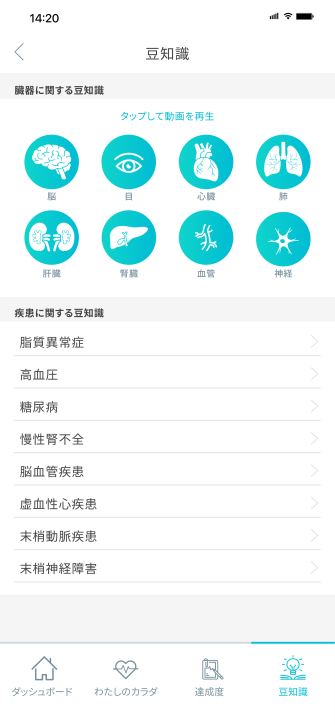 14:20
豆知識
臓器に関する豆知識
タップして動画を再生
脳 目 心臓 肺
肝臓 腎臓 血管 神経
疾患に関する豆知識
脂質異常症
高血圧
糖尿病
慢性腎不全
脳血管疾患
虚血性心疾患
末梢動脈疾患
末梢神経障害
ダッシュボード わたしのカラダ 達成度 豆知識